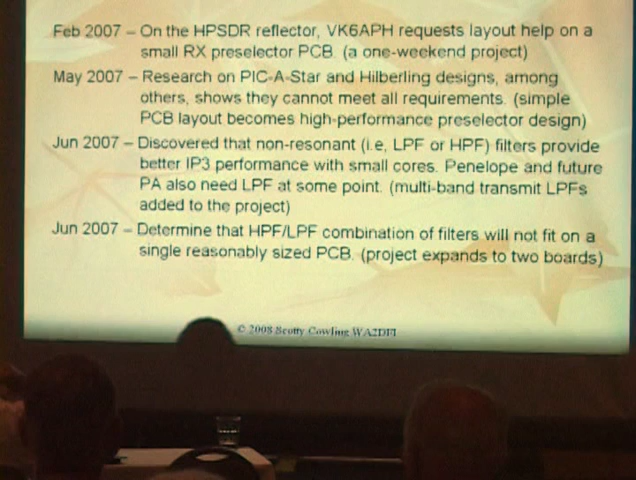 Feb 2007 – On the HPSDR reflector, VK6APH requests layout help on a
small RX preselector PCB. (a one-weekend project)
May 2007 – Research on PIC-A-Star and Hilberling designs, among
others, shows they cannot meet all requirements. (simple
PCB layout becomes high-performance preselector design)
Jun 2007 – Discovered that non-resonant (i.e, LPF or HPF) filters provide
better IP3 performance with small cores. Penelope and future
PA also need LPF at some point. (multi-band transmit LPFs
added to the project)
Jun 2007 – Determine that HPF/LPF combination of filters will not fit on a
single reasonably sized PCB. (project expands to two boards)
© 2008 Scotty Cowling WA2DFI